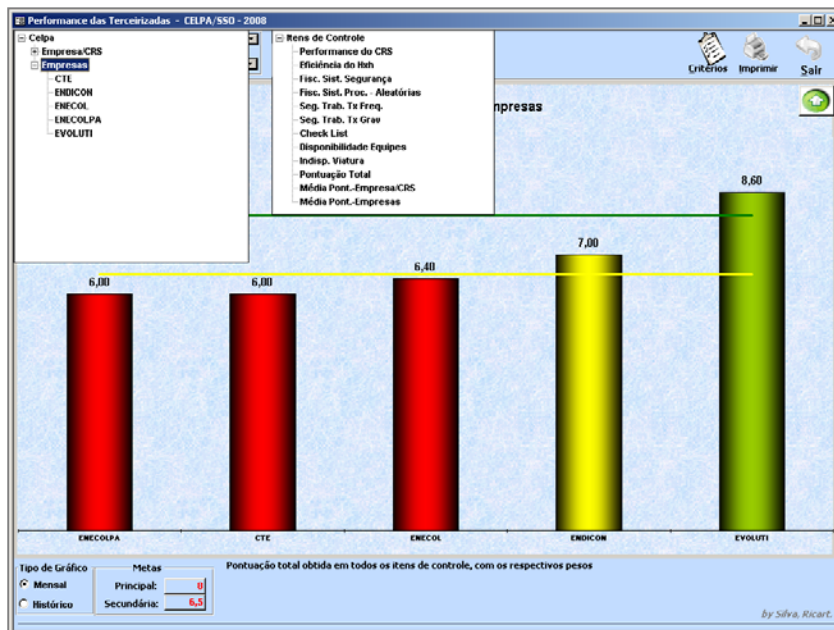 Performance das Terceirizadas - CELPA/SSO - 2008
Celpa
Empresa/CRS
Empresas
CTE
ENDICON
ENECOL
ENECOLPA
EVOLUTI
Itens de Controle
Performance do CRS
Eficiência do Hxh
Fisc. Sist. Segurança
Fisc. Sist. Proc. - Aleatórias
Seg. Trab. Tx Freq.
Seg. Trab. Tx Grav
Check List
Disponibilidade Equipes
Indisp. Viatura
Pontuação Total
Média Pont.-Empresa/CRS
Média Pont.-Empresas
Critérios Imprimir Sair
mpresas
6,00 6,00 6,40 7,00 8,60
ENECOLPA CTE ENECOL ENDICON EVOLUTI
Tipo de Gráfico
Mensal
Histórico
Metas
Principal: 8
Secundária: 6,5
Pontuação total obtida em todos os itens de controle, com os respectivos pesos
by Silva, Ricart.